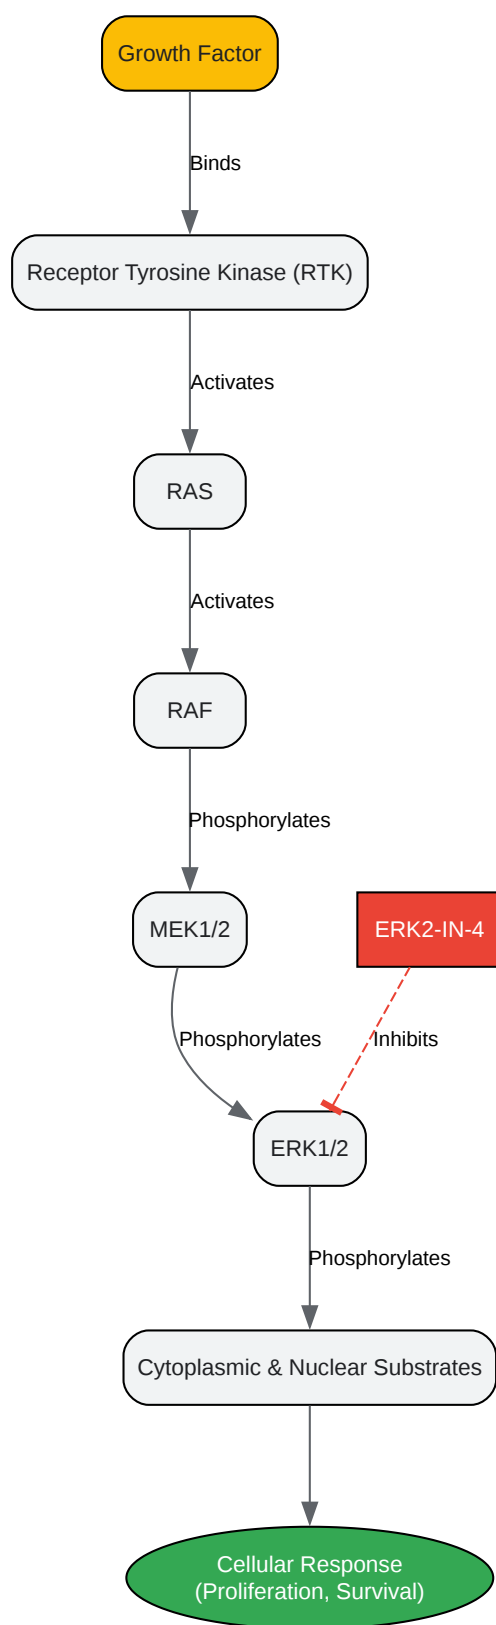 Growth Factor
Binds
Receptor Tyrosine Kinase (RTK)
Activates
RAS
Activates
RAF
Phosphorylates
MEK1/2
ERK2-IN-4
Phosphorylates
Inhibits
ERK1/2
Phosphorylates
Cytoplasmic & Nuclear Substrates
Cellular Response
(Proliferation, Survival)